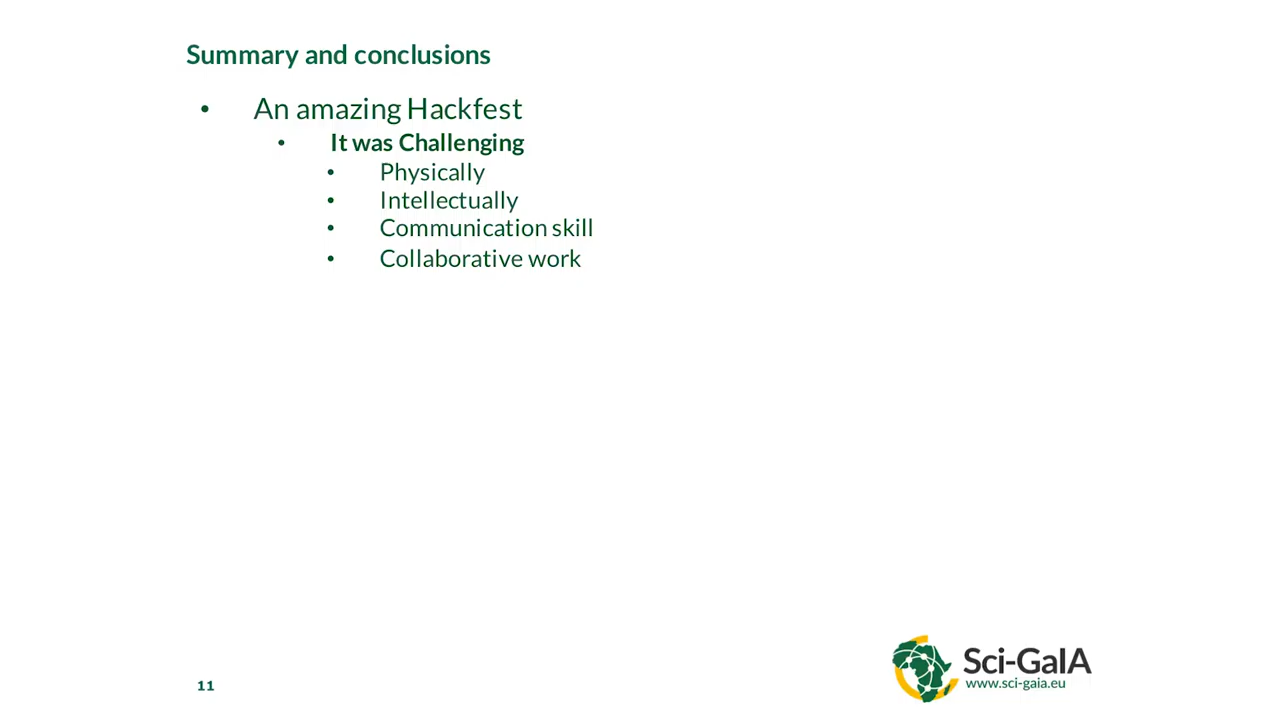 Summary and conclusions
• An amazing Hackfest
• It was Challenging
• Physically
• Intellectually
• Communication skill
• Collaborative work
11
Sci-GaIA
www.sci-gaia.eu